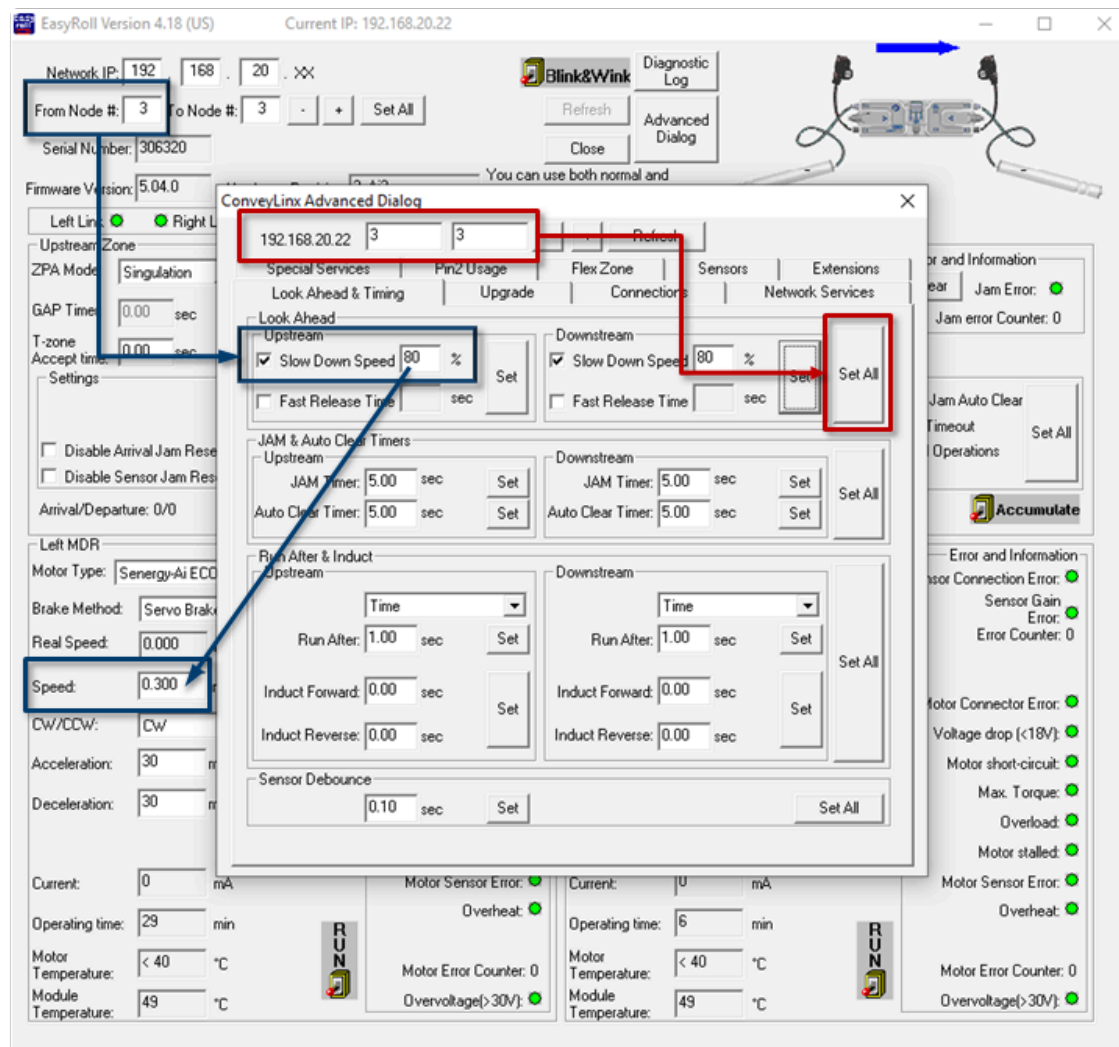 EasyRoll Version 4.18 (US) Current IP: 192.168.20.22
Network IP: 192 . 168 . 20 . XX
Blink&Wink
Diagnostic Log
From Node #: 3 To Node #: 3 - + Set All
Refresh
Advanced Dialog
Serial Number: 306320
Close
You can use both normal and
Firmware Version: 5.04.0
ConveyLinx Advanced Dialog
Left Link Right L
192.168.20.22 3 3 Refresh
Upstream Zone
ZPA Mode: Singulation
GAP Timer 0.00 sec
T-zone
Accept time: 0.00 sec
Settings
Disable Arrival Jam Rese
Disable Sensor Jam Res
Arrival/Departure: 0/0
Special Services Pin2 Usage Flex Zone Sensors Extensions
Look Ahead & Timing Upgrade Connections Network Services
Look Ahead
Upstream
Slow Down Speed 80 %
Set
Fast Release Time sec
Downstream
Slow Down Speed 80 %
Set
Fast Release Time sec
Set All
JAM & Auto Clear Timers
Upstream
JAM Timer: 5.00 sec Set
Auto Clear Timer: 5.00 sec Set
Downstream
JAM Timer: 5.00 sec Set
Auto Clear Timer: 5.00 sec Set
Set All
Run After & Induct
Upstream
Time
Run After: 1.00 sec Set
Induct Forward: 0.00 sec
Set
Induct Reverse: 0.00 sec
Downstream
Time
Run After: 1.00 sec Set
Induct Forward: 0.00 sec
Set
Induct Reverse: 0.00 sec
Set All
Sensor Debounce
0.10 sec Set Set All
or and Information
ear Jam Error:
Jam error Counter: 0
Jam Auto Clear
Timeout
Operations
Set All
Accumulate
Left MDR
Motor Type: Senergy-Ai ECO
Brake Method: Servo Brake
Real Speed: 0.000
Speed: 0.300
CW/CCW: CW
Acceleration: 30
Deceleration: 30
Current: 0 mA
Operating time: 29 min
Motor
Temperature: < 40 °C
Module
Temperature: 49 °C
RUN
Motor Sensor Error:
Overheat:
Motor Error Counter: 0
Overvoltage(>30V):
Current: 0 mA
Operating time: 6 min
Motor
Temperature: < 40 °C
Module
Temperature: 49 °C
RUN
Error and Information
nsor Connection Error:
Sensor Gain
Error:
Error Counter: 0
Motor Connector Error:
Voltage drop (<18V):
Motor short-circuit:
Max. Torque:
Overload:
Motor stalled:
Motor Sensor Error:
Overheat:
Motor Error Counter: 0
Overvoltage(>30V):